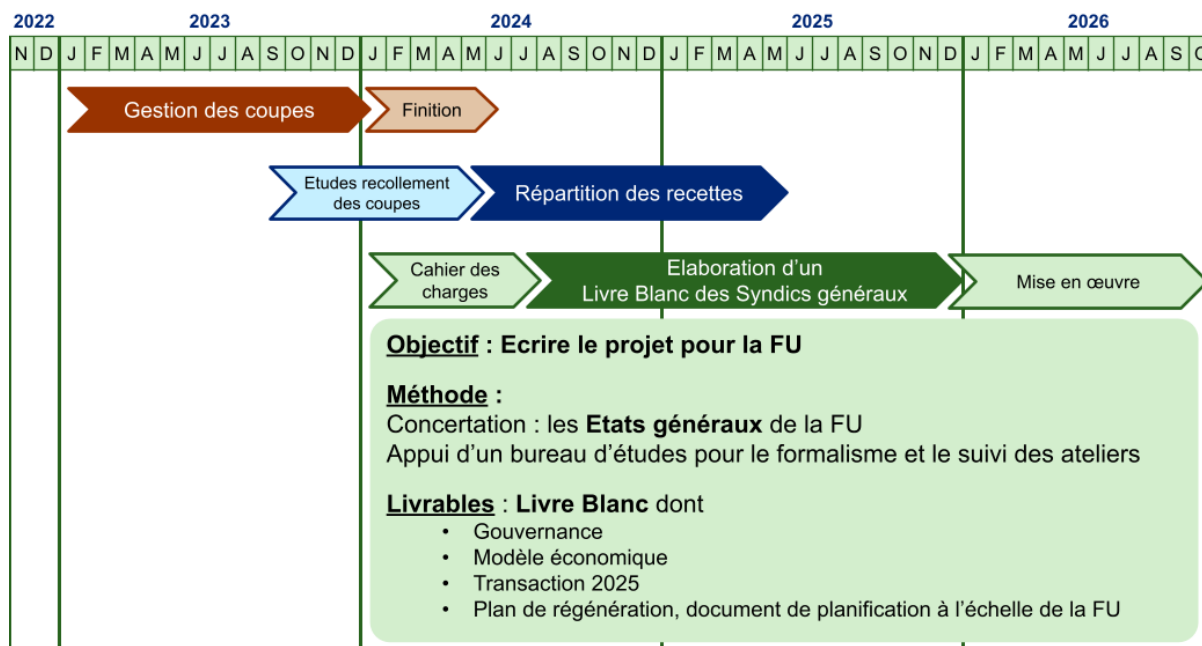 2022 2023 2024 2025 2026
N D J F M A M J J A S O N D J F M A M J J A S O N D J F M A M J J A S O N D J F M A M J J A S O
Gestion des coupes
Finition
Etudes recollement
des coupes
Répartition des recettes
Cahier des
charges
Elaboration d'un
Livre Blanc des Syndics généraux
Mise en œuvre
Objectif : Ecrire le projet pour la FU
Méthode :
Concertation : les Etats généraux de la FU
Appui d'un bureau d'études pour le formalisme et le suivi des ateliers
Livrables : Livre Blanc dont
• Gouvernance
• Modèle économique
• Transaction 2025
• Plan de régénération, document de planification à l'échelle de la FU